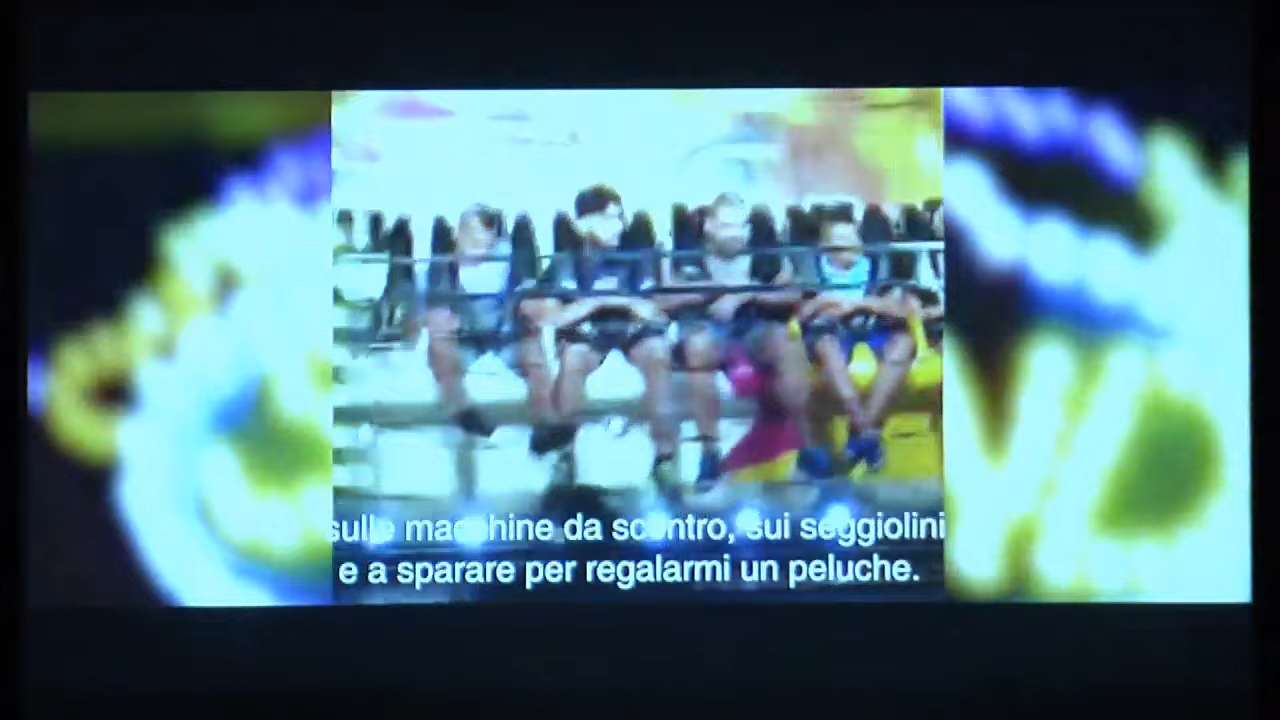 sulle macchine da scontro, sui seggiolini
e a sparare per regalarmi un peluche.